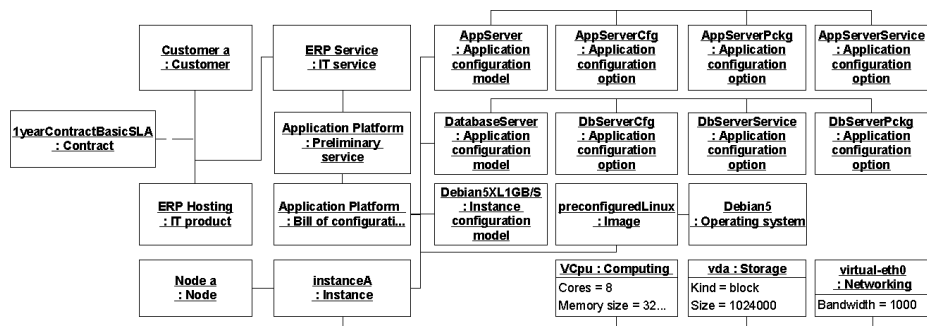 Customer a
: Customer
ERP Service
: IT service
AppServer
: Application
configuration
model
AppServerCfg
: Application
configuration
option
AppServerPckg
: Application
configuration
option
AppServerService
: Application
configuration
option
1yearContractBasicSLA
: Contract
Application Platform
: Preliminary
service
DatabaseServer
: Application
configuration
model
DbServerCfg
: Application
configuration
option
DbServerService
: Application
configuration
option
DbServerPckg
: Application
configuration
option
ERP Hosting
: IT product
Application Platform
: Bill of configurati...
Debian5XL1GB/S
: Instance
configuration
model
preconfiguredLinux
: Image
Debian5
: Operating system
Node a
: Node
instanceA
: Instance
VCpu : Computing
Cores = 8
Memory size = 32...
vda : Storage
Kind = block
Size = 1024000
virtual-eth0
: Networking
Bandwidth = 1000